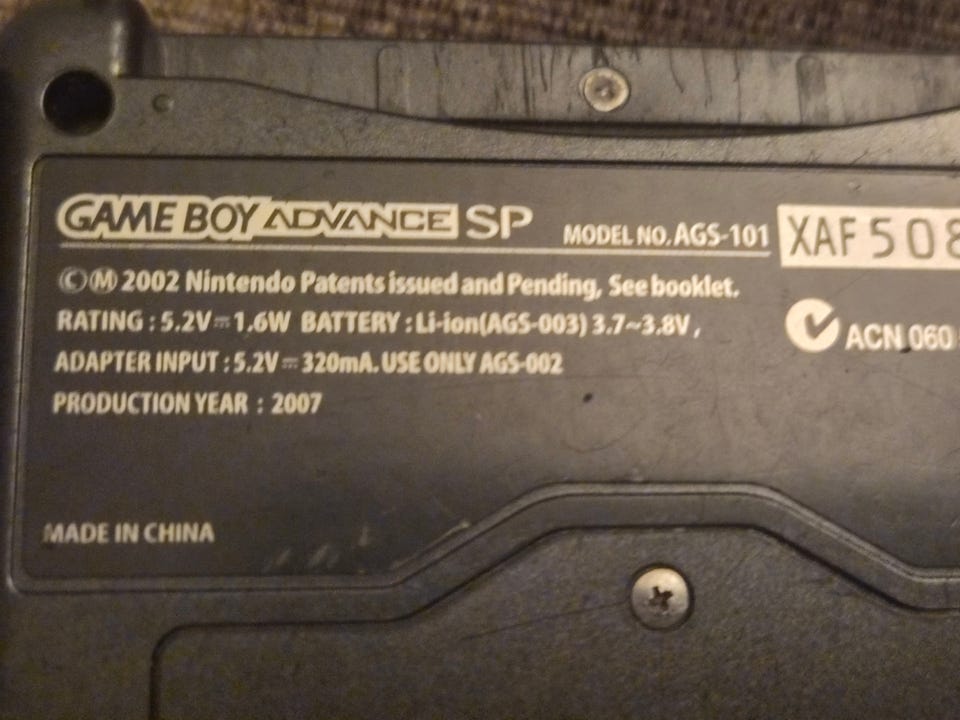 GAME BOY ADVANCE SP MODEL NO. AGS-101 XAF 508
©Ⓜ 2002 Nintendo Patents issued and Pending, See booklet.
RATING : 5.2V⎓1.6W BATTERY : Li-ion(AGS-003) 3.7~3.8V,
ACN 060
ADAPTER INPUT : 5.2V⎓320mA. USE ONLY AGS-002
PRODUCTION YEAR : 2007
MADE IN CHINA